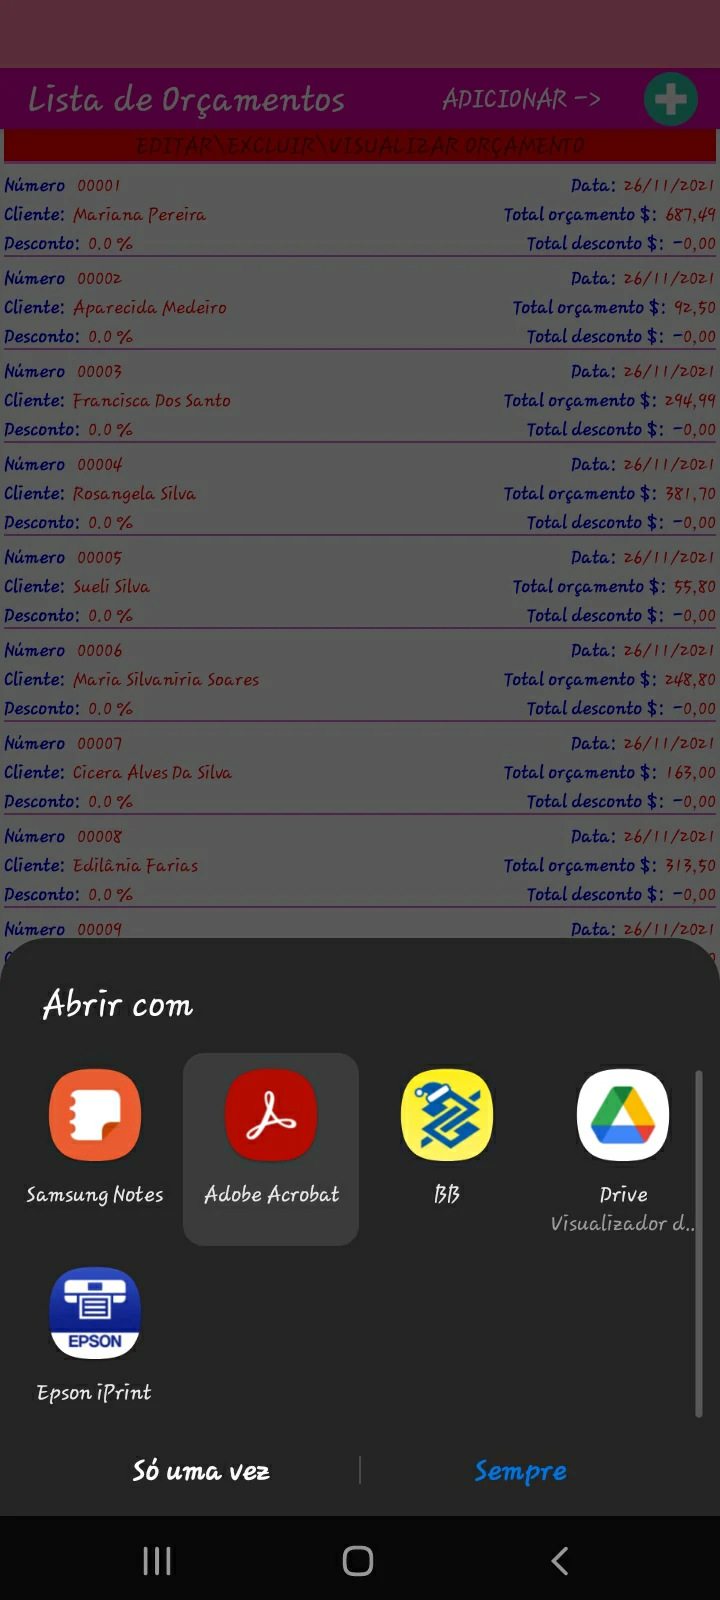 Lista de Orçamentos ADICIONAR ->
EDITAR\EXCLUIR\VISUALIZAR ORÇAMENTO
Número 00001 Data: 26/11/2021
Cliente: Mariana Pereira Total orçamento $: 687,49
Desconto: 0.0 % Total desconto $: -0,00
Número 00002 Data: 26/11/2021
Cliente: Aparecida Medeiro Total orçamento $: 92,50
Desconto: 0.0 % Total desconto $: -0,00
Número 00003 Data: 26/11/2021
Cliente: Francisca Dos Santo Total orçamento $: 294,99
Desconto: 0.0 % Total desconto $: -0,00
Número 00004 Data: 26/11/2021
Cliente: Rosangela Silva Total orçamento $: 381,70
Desconto: 0.0 % Total desconto $: -0,00
Número 00005 Data: 26/11/2021
Cliente: Sueli Silva Total orçamento $: 55,80
Desconto: 0.0 % Total desconto $: -0,00
Número 00006 Data: 26/11/2021
Cliente: Maria Silvaniria Soares Total orçamento $: 248,80
Desconto: 0.0 % Total desconto $: -0,00
Número 00007 Data: 26/11/2021
Cliente: Cicera Alves Da Silva Total orçamento $: 163,00
Desconto: 0.0 % Total desconto $: -0,00
Número 00008 Data: 26/11/2021
Cliente: Edilânia Farias Total orçamento $: 313,50
Desconto: 0.0 % Total desconto $: -0,00
Número 00009 Data: 26/11/2021
Abrir com
Samsung Notes Adobe Acrobat BB Drive
Visualizador d..
EPSON
Epson iPrint
Só uma vez Sempre